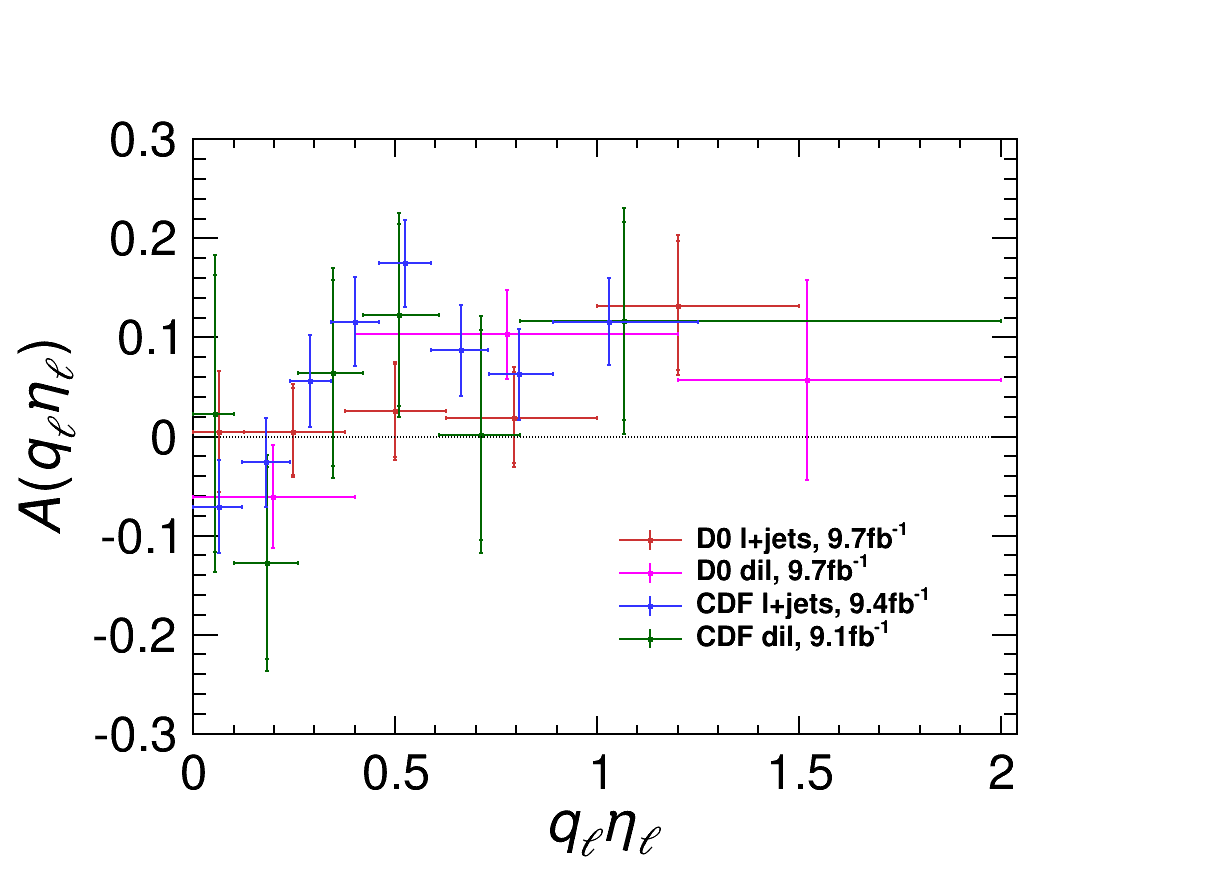 A(qℓηℓ)
0.3
0.2
0.1
0
-0.1
-0.2
-0.3
D0 l+jets, 9.7fb-1
D0 dil, 9.7fb-1
CDF l+jets, 9.4fb-1
CDF dil, 9.1fb-1
0 0.5 1 1.5 2
qℓηℓ